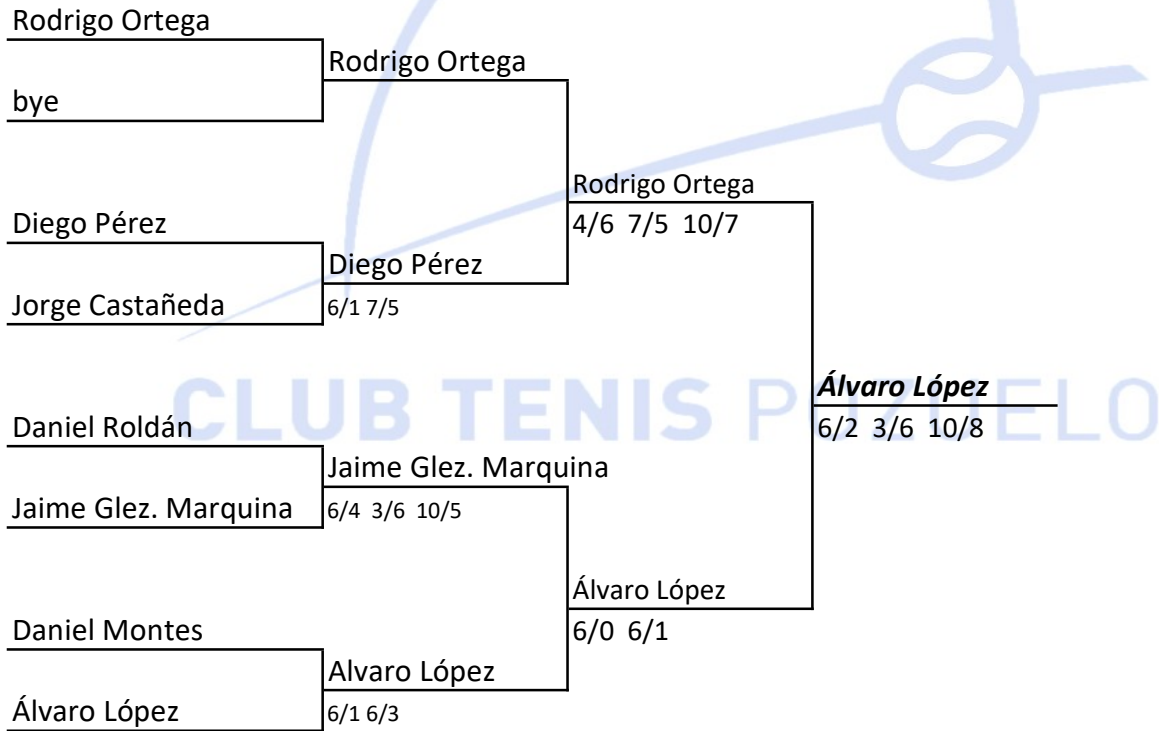 Rodrigo Ortega
Rodrigo Ortega
bye
Rodrigo Ortega
Diego Pérez
4/6 7/5 10/7
Diego Pérez
Jorge Castañeda
6/1 7/5
Álvaro López
CLUB TENIS POZUELO
6/2 3/6 10/8
Daniel Roldán
Jaime Glez. Marquina
Jaime Glez. Marquina
6/4 3/6 10/5
Álvaro López
Daniel Montes
6/0 6/1
Alvaro López
Álvaro López
6/1 6/3